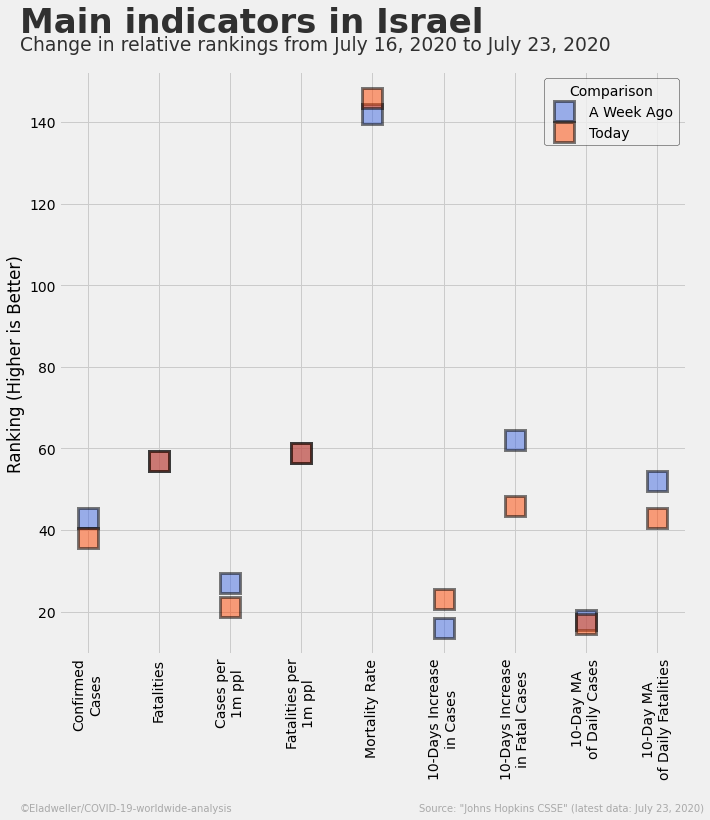 Main indicators in Israel
Change in relative rankings from July 16, 2020 to July 23, 2020
Comparison
A Week Ago
Today
Ranking (Higher is Better)
140
120
100
80
60
40
20
Confirmed
Cases
Fatalities
Cases per
1m ppl
Fatalities per
1m ppl
Mortality Rate
10-Days Increase
in Cases
10-Days Increase
in Fatal Cases
10-Day MA
of Daily Cases
10-Day MA
of Daily Fatalities
©Eladweller/COVID-19-worldwide-analysis
Source: "Johns Hopkins CSSE" (latest data: July 23, 2020)